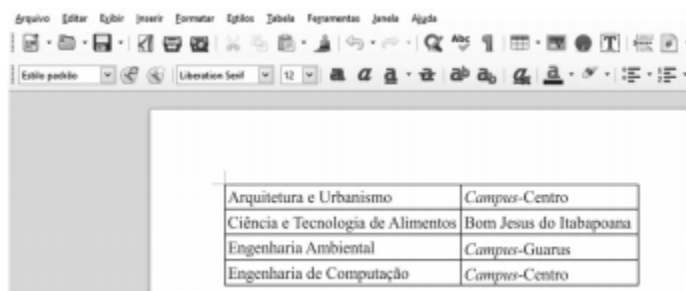 Arquivo Editar Exibir Inserir Formatar Estilos Tabela Ferramentas Janela Ajuda
Estilo padrão Liberation Serif 12
Arquitetura e Urbanismo Campus-Centro
Ciência e Tecnologia de Alimentos Bom Jesus do Itabapoana
Engenharia Ambiental Campus-Guarus
Engenharia de Computação Campus-Centro